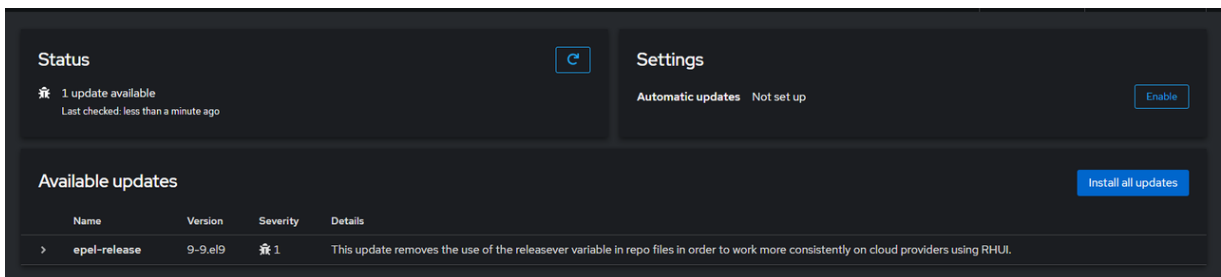 Status
1 update available
Last checked: less than a minute ago
Settings
Automatic updates Not set up
Enable
Available updates
Install all updates
Name Version Severity Details
epel-release 9-9.el9 1 This update removes the use of the releasever variable in repo files in order to work more consistently on cloud providers using RHUI.